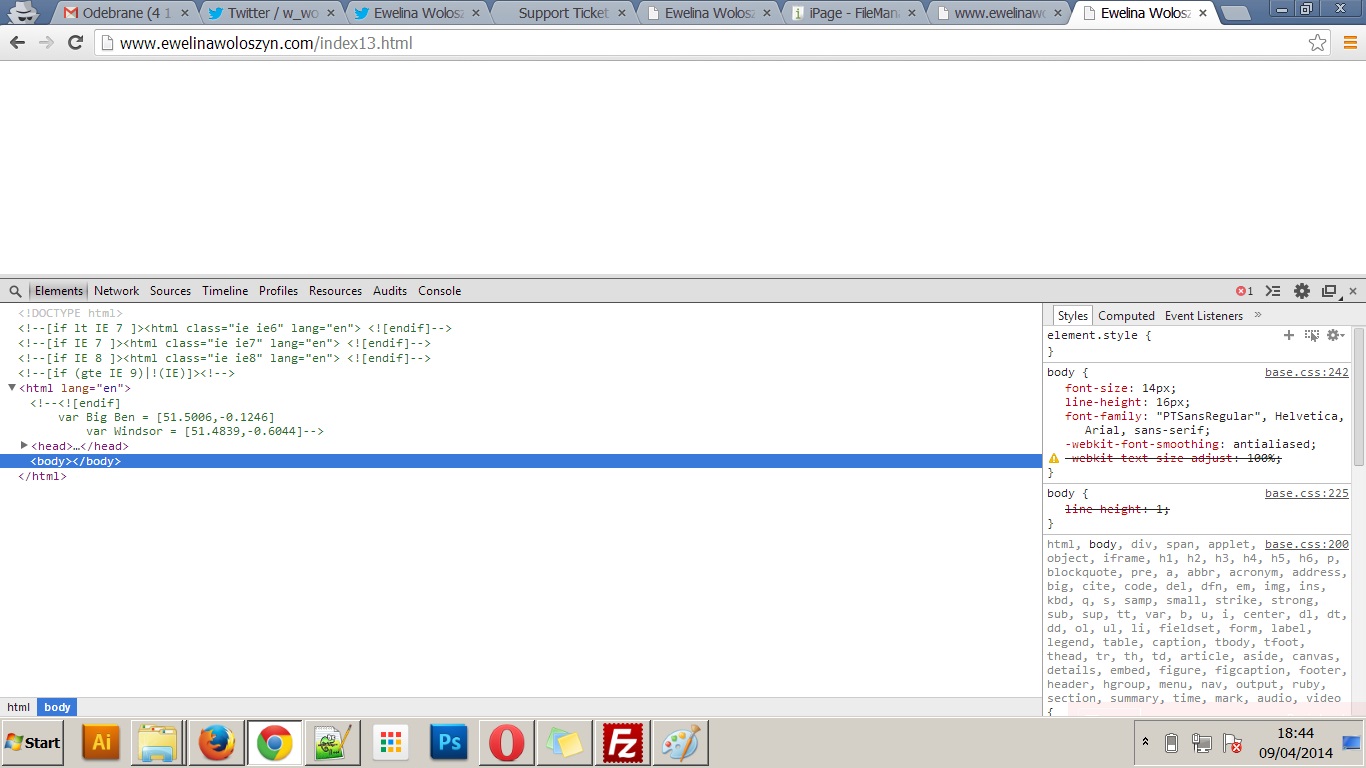 Odebrane (4 1
Twitter / w_wo
Ewelina Wołosz
Support Ticket
Ewelina Wolosz
iPage - FileMana
www.ewelinawo
Ewelina Wolosz
www.ewelinawoloszyn.com/index13.html
Elements Network Sources Timeline Profiles Resources Audits Console
1
<!DOCTYPE html>
<!--[if lt IE 7 ]><html class="ie ie6" lang="en"> <![endif]-->
<!--[if IE 7 ]><html class="ie ie7" lang="en"> <![endif]-->
<!--[if IE 8 ]><html class="ie ie8" lang="en"> <![endif]-->
<!--[if (gte IE 9)|!(IE)]><!-->
<html lang="en">
<!--<![endif]
var Big Ben = [51.5006,-0.1246]
var Windsor = [51.4839,-0.6044]-->
<head>…</head>
<body></body>
</html>
Styles Computed Event Listeners »
element.style {
}
body { base.css:242
font-size: 14px;
line-height: 16px;
font-family: "PTSansRegular", Helvetica,
Arial, sans-serif;
-webkit-font-smoothing: antialiased;
-webkit-text-size-adjust: 100%;
}
body { base.css:225
line-height: 1;
}
html, body, div, span, applet, base.css:200
object, iframe, h1, h2, h3, h4, h5, h6, p,
blockquote, pre, a, abbr, acronym, address,
big, cite, code, del, dfn, em, img, ins,
kbd, q, s, samp, small, strike, strong,
sub, sup, tt, var, b, u, i, center, dl, dt,
dd, ol, ul, li, fieldset, form, label,
legend, table, caption, tbody, tfoot,
thead, tr, th, td, article, aside, canvas,
details, embed, figure, figcaption, footer,
header, hgroup, menu, nav, output, ruby,
section, summary, time, mark, audio, video
{
html body
Start
Ai
Ps
Fz
18:44
09/04/2014